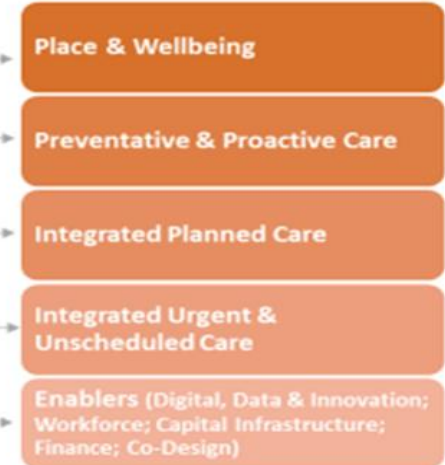 Place & Wellbeing
Preventative & Proactive Care
Integrated Planned Care
Integrated Urgent &
Unscheduled Care
Enablers (Digital, Data & Innovation;
Workforce; Capital Infrastructure;
Finance; Co-Design)